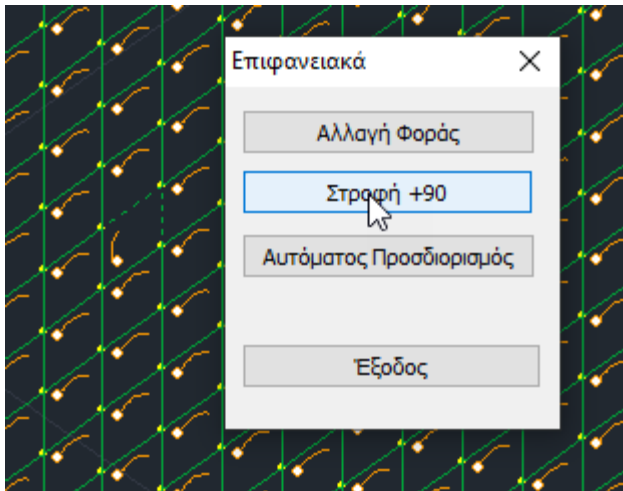 Επιφανειακά
Αλλαγή Φοράς
Στροφή +90
Αυτόματος Προσδιορισμός
Έξοδος